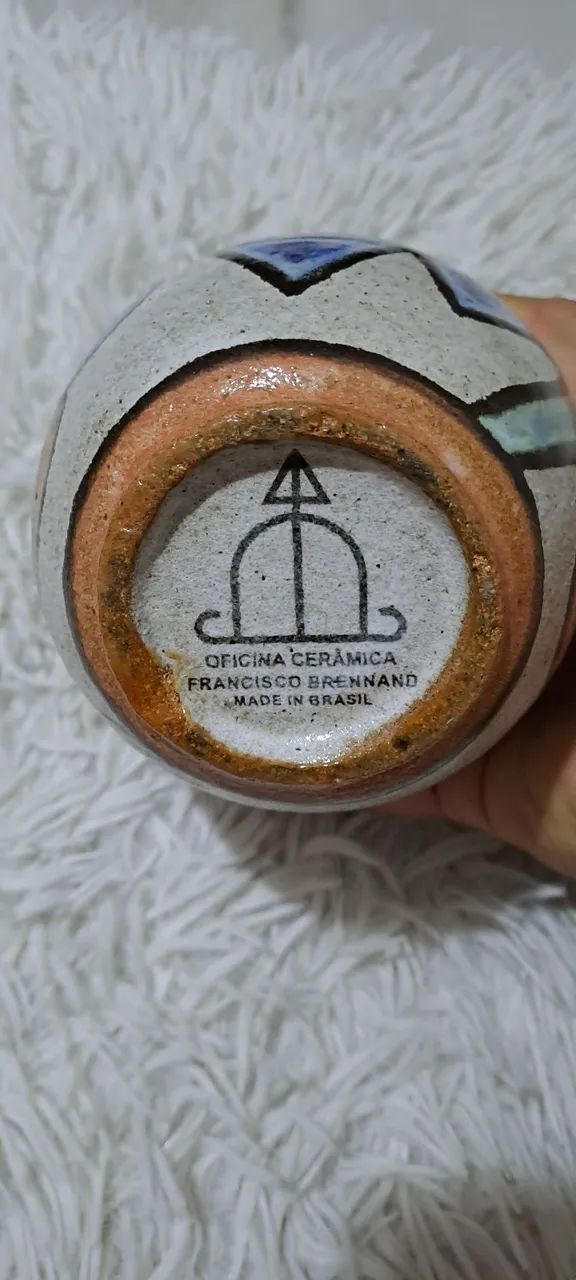 OFICINA CERÂMICA
FRANCISCO BRENNAND
MADE IN BRASIL